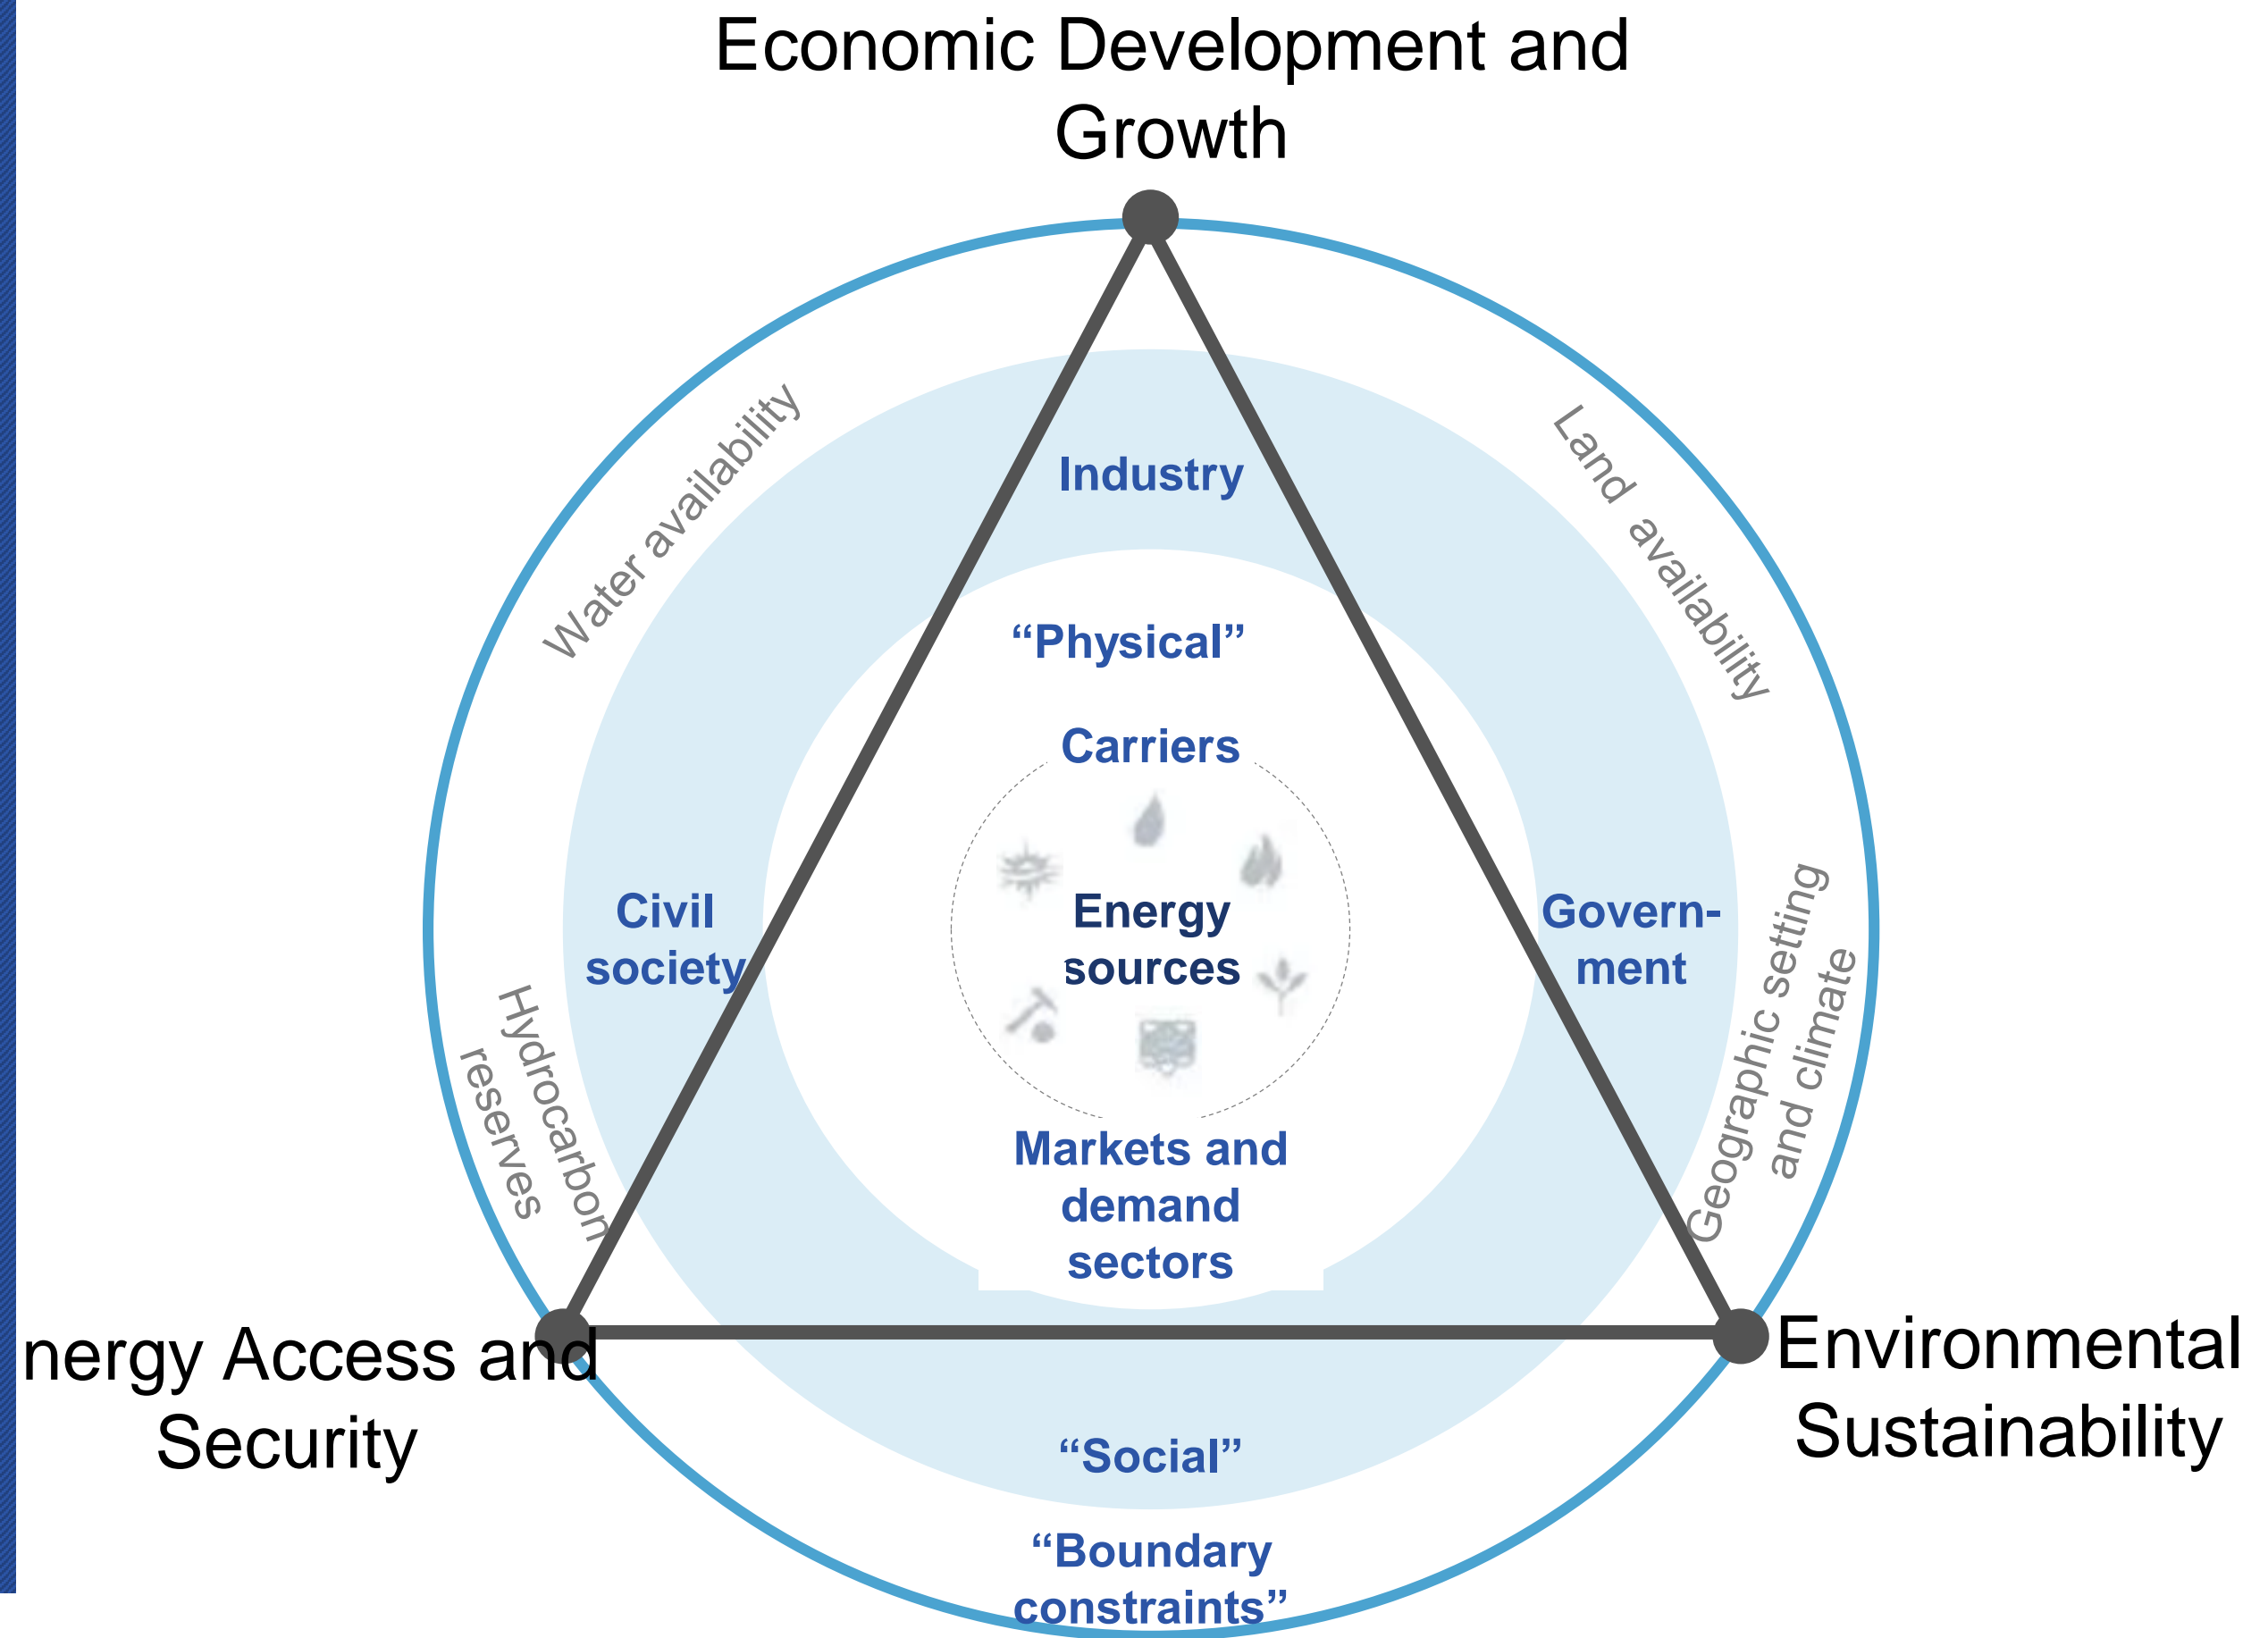 Economic Development and
Growth
Water availability
Land availability
Industry
“Physical”
Carriers
Energy
sources
Civil
society
Govern-
ment
Hydrocarbon
reserves
Geographic setting
and climate
Markets and
demand
sectors
nergy Access and
Security
Environmental
Sustainability
“Social”
“Boundary
constraints”